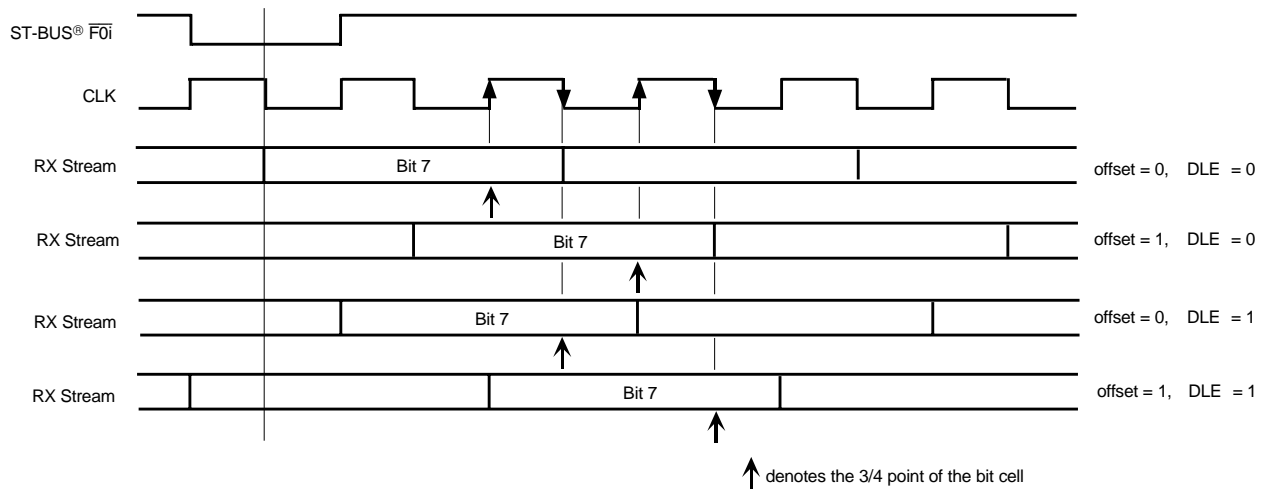 ST-BUS® F0i
CLK
RX Stream Bit 7 offset = 0, DLE = 0
RX Stream Bit 7 offset = 1, DLE = 0
RX Stream Bit 7 offset = 0, DLE = 1
RX Stream Bit 7 offset = 1, DLE = 1
denotes the 3/4 point of the bit cell